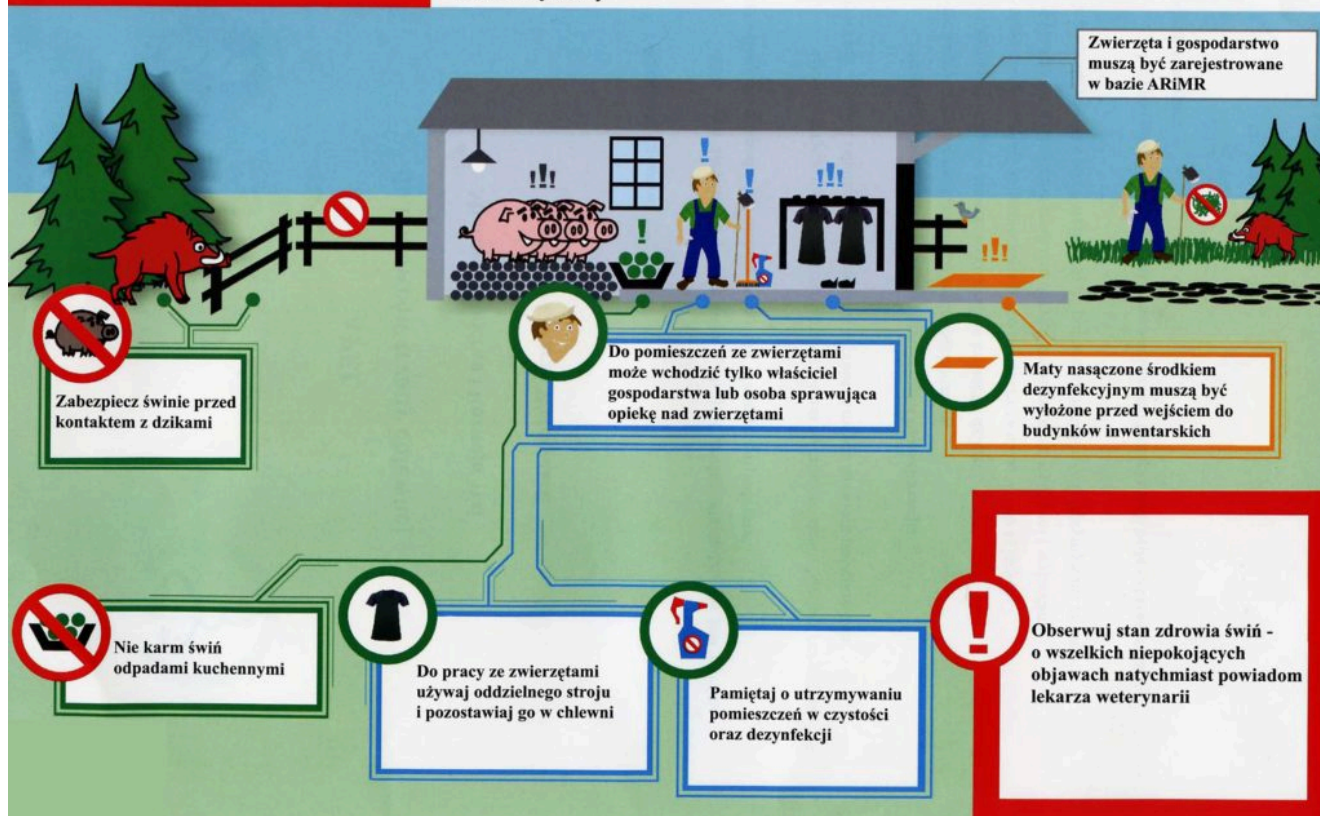 Zwierzęta i gospodarstwo
muszą być zarejestrowane
w bazie ARiMR
Zabezpiecz świnie przed
kontaktem z dzikami
Do pomieszczeń ze zwierzętami
może wchodzić tylko właściciel
gospodarstwa lub osoba sprawująca
opiekę nad zwierzętami
Maty nasączone środkiem
dezynfekcyjnym muszą być
wyłożone przed wejściem do
budynków inwentarskich
Nie karm świń
odpadami kuchennymi
Do pracy ze zwierzętami
używaj oddzielnego stroju
i pozostawiaj go w chlewni
Pamiętaj o utrzymywaniu
pomieszczeń w czystości
oraz dezynfekcji
Obserwuj stan zdrowia świń -
o wszelkich niepokojących
objawach natychmiast powiadom
lekarza weterynarii